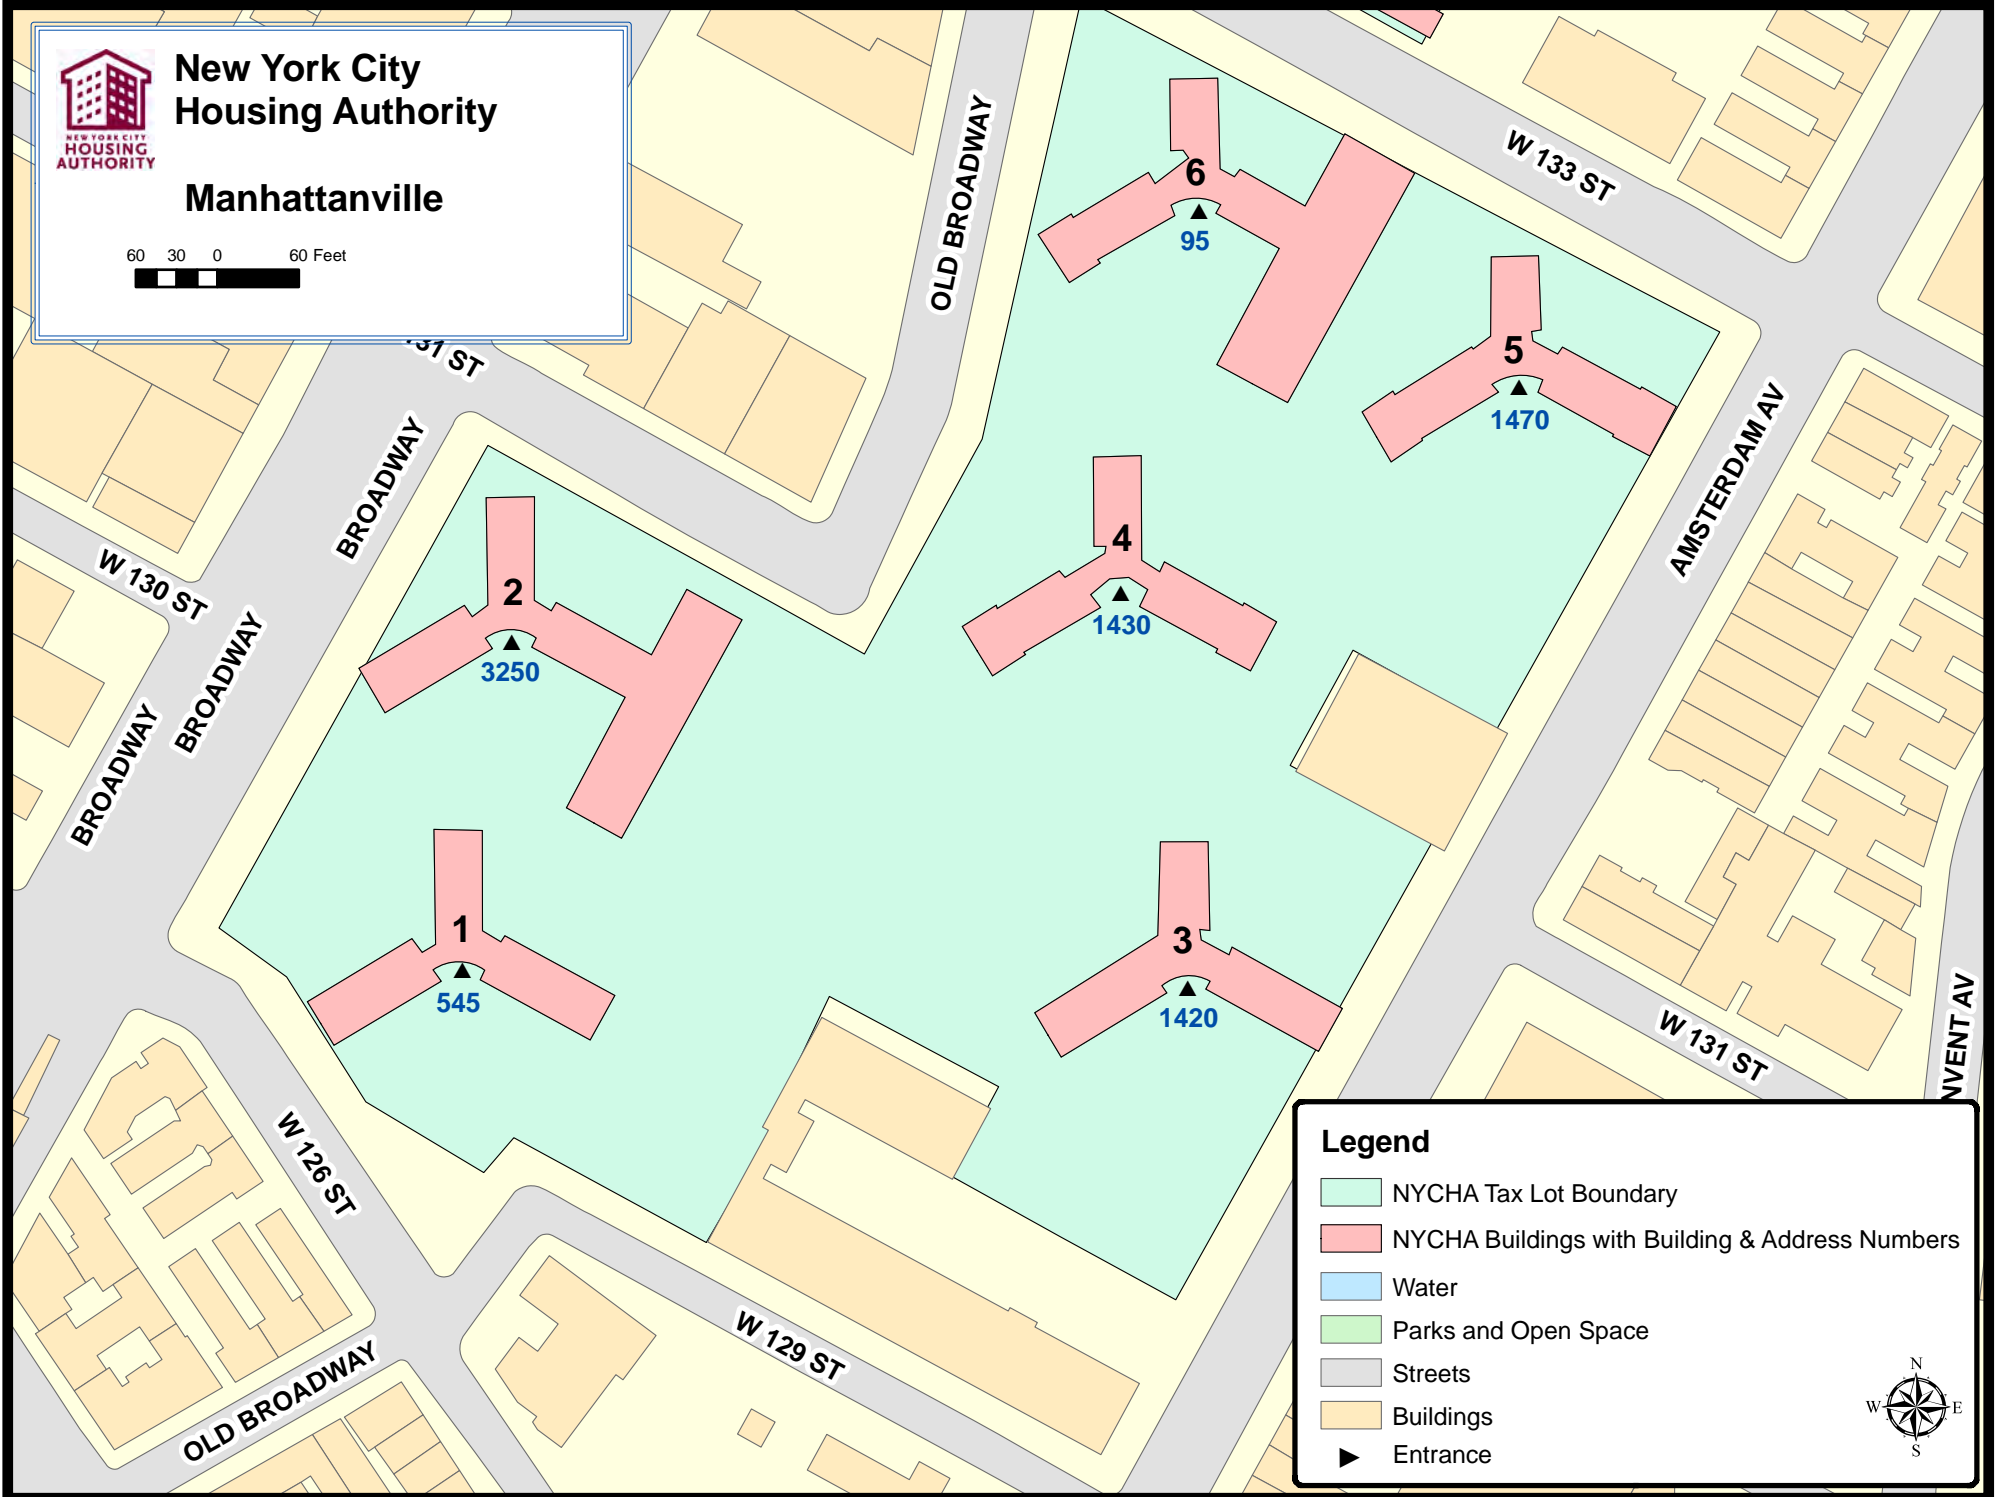 New York City
Housing Authority
NEW YORK CITY
HOUSING
AUTHORITY
Manhattanville
60 30 0 60 Feet
131 ST
OLD BROADWAY
W 133 ST
6
95
5
1470
AMSTERDAM AV
BROADWAY
W 130 ST
BROADWAY
BROADWAY
2
3250
4
1430
1
545
3
1420
W 131 ST
NVENT AV
W 126 ST
OLD BROADWAY
W 129 ST
Legend
NYCHA Tax Lot Boundary
NYCHA Buildings with Building & Address Numbers
Water
Parks and Open Space
Streets
Buildings
Entrance
N
W E
S